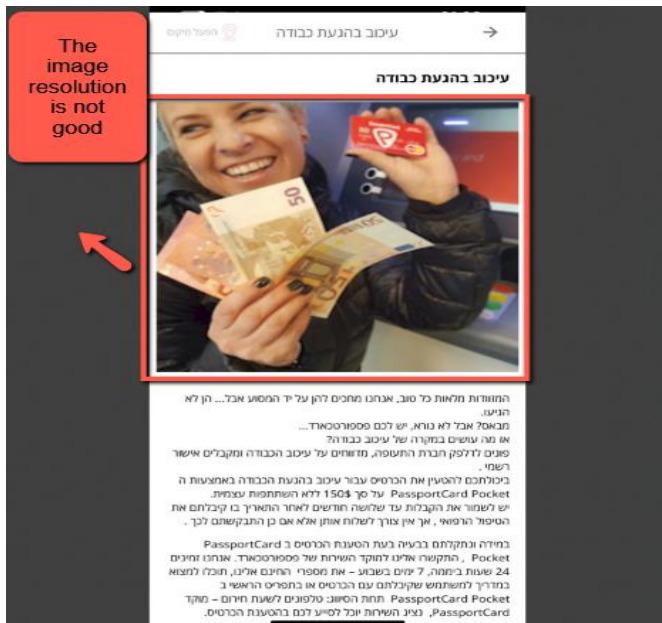 The
image
resolution
is not
good
הפעל מיקום
עיכוב בהגעת כבודה
עיכוב בהגעת כבודה
50
50
50
המזוודות מלאות כל טוב, אנחנו מחכים להן על יד המסוע אבל... הן לא
הגיעו.
מבאס? אבל לא נורא, יש לכם פספורטכארד...
אז מה עושים במקרה של עיכוב כבודה?
פונים לדלפק חברת התעופה, מדווחים על עיכוב הכבודה ומקבלים אישור
רשמי .
ביכולתכם להטעין את הכרטיס עבור עיכוב בהגעת הכבודה באמצעות ה
PassportCard Pocket על סך 150$ ללא השתתפות עצמית.
יש לשמור את הקבלות עד שלושה חודשים לאחר התאריך בו קיבלתם את
הטיפול הרפואי , אך אין צורך לשלוח אותן אלא אם כן התבקשתם לכך .
במידה ונתקלתם בבעיה בעת הטענת הכרטיס ב PassportCard
Pocket , התקשרו אלינו למוקד השירות של פספורטכארד. אנחנו זמינים
24 שעות ביממה, 7 ימים בשבוע – את מספרי החינם אלינו, תוכלו למצוא
במדריך למשתמש שקיבלתם עם הכרטיס או בתפריט הראשי ב
PassportCard Pocket תחת הסיווג: טלפונים לשעת חירום – מוקד
PassportCard, נציג השירות יוכל לסייע לכם בהטענת הכרטיס.